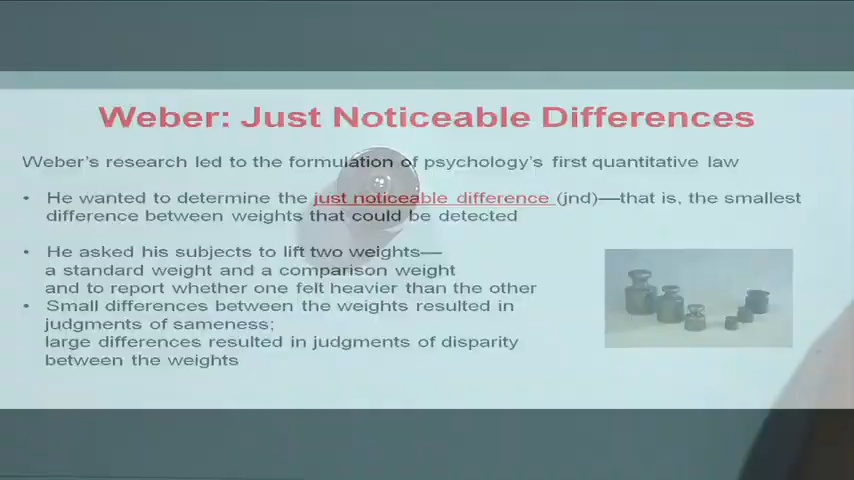 Weber: Just Noticeable Differences
Weber's research led to the formulation of psychology's first quantitative law
• He wanted to determine the just noticeable difference (jnd)—that is, the smallest
difference between weights that could be detected
• He asked his subjects to lift two weights—
a standard weight and a comparison weight
and to report whether one felt heavier than the other
• Small differences between the weights resulted in
judgments of sameness;
large differences resulted in judgments of disparity
between the weights